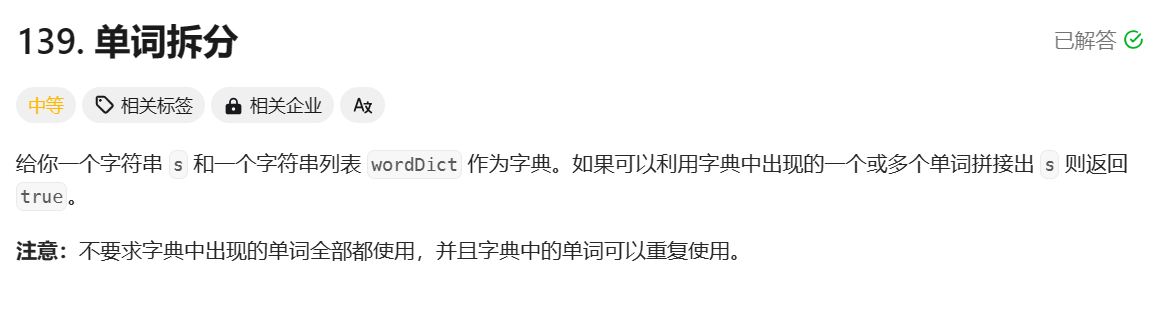 139. 单词拆分
已解答
中等 相关标签 相关企业
给你一个字符串 s 和一个字符串列表 wordDict 作为字典。如果可以利用字典中出现的一个或多个单词拼接出 s 则返回
true。
注意：不要求字典中出现的单词全部都使用，并且字典中的单词可以重复使用。